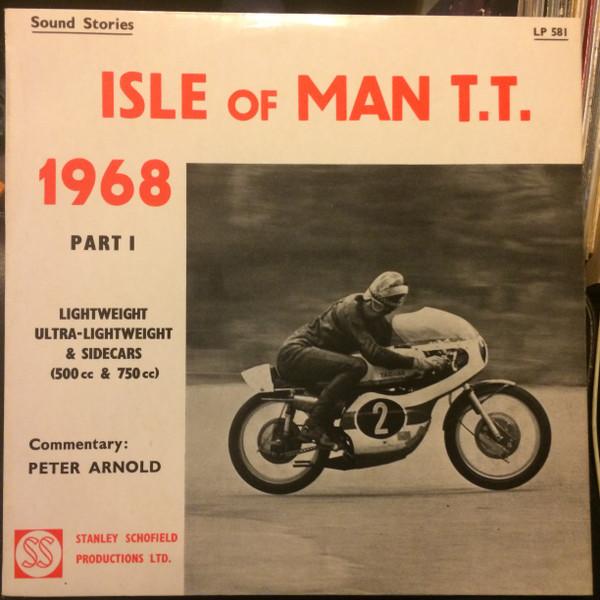 Sound Stories
LP 581
ISLE OF MAN T.T.
1968
PART I
LIGHTWEIGHT
ULTRA-LIGHTWEIGHT
& SIDECARS
(500 cc & 750 cc)
2
Commentary:
PETER ARNOLD
SS
STANLEY SCHOFIELD
PRODUCTIONS LTD.